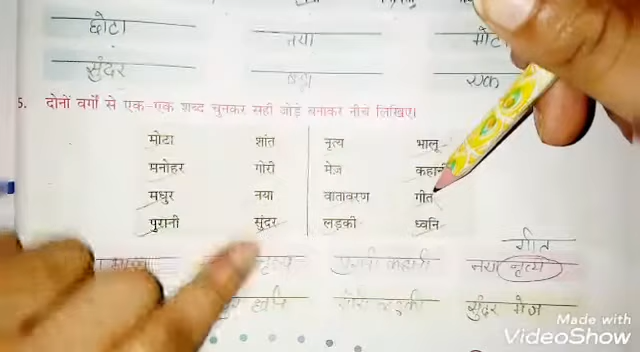 छोटा
नया
सुंदर
एक
5. दोनों वर्गों से एक-एक शब्द चुनकर सही जोड़े बनाकर नीचे लिखिए।
मोटा शांत नृत्य भालू
मनोहर गोरी मेज कहानी
मधुर नया वातावरण गीत
पुरानी सुंदर लड़की ध्वनि
गीत
पुरानी कहानी नया नृत्य
सुंदर मेज
Made with
VideoShow